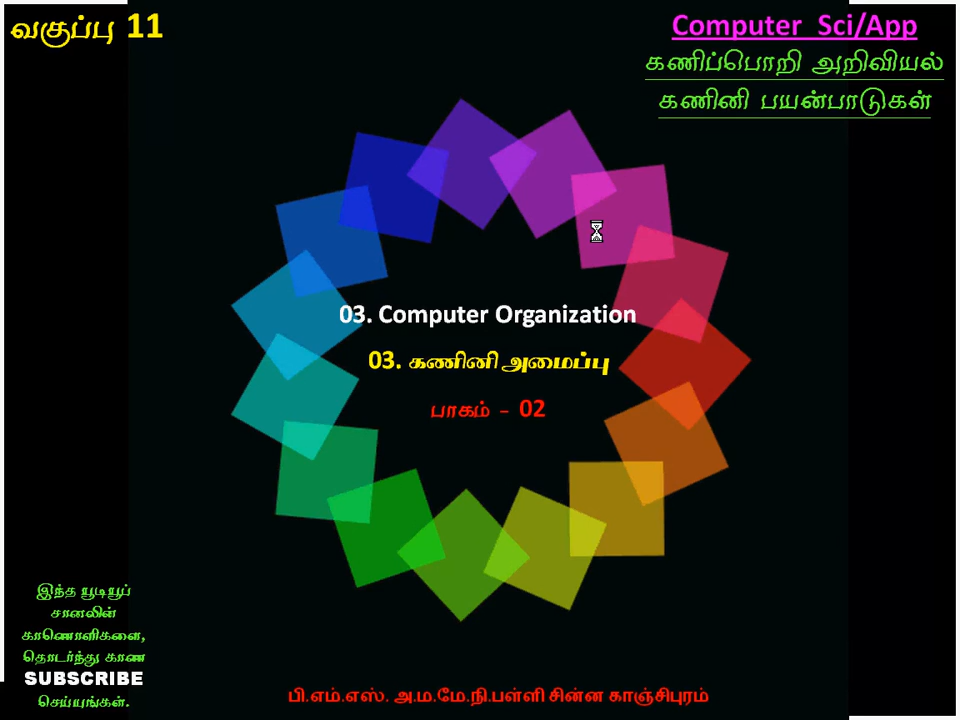 வகுப்பு 11
Computer Sci/App
கணிப்பொறி அறிவியல்
கணினி பயன்பாடுகள்
03. Computer Organization
03. கணினி அமைப்பு
பாகம் - 02
இந்த யூடியூப்
சானலின்
காணொளிகளை,
தொடர்ந்து காண
SUBSCRIBE
செய்யுங்கள்.
பி.எம்.எஸ். அ.ம.மே.நி.பள்ளி சின்ன காஞ்சிபுரம்